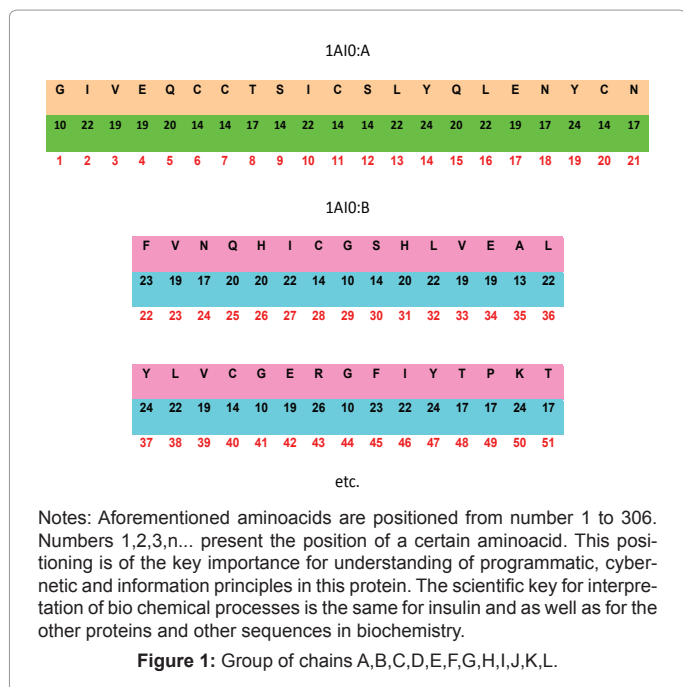 1AI0:A
G I V E Q C C T S I C S L Y Q L E N Y C N
10 22 19 19 20 14 14 17 14 22 14 14 22 24 20 22 19 17 24 14 17
1 2 3 4 5 6 7 8 9 10 11 12 13 14 15 16 17 18 19 20 21
1AI0:B
F V N Q H I C G S H L V E A L
23 19 17 20 20 22 14 10 14 20 22 19 19 13 22
22 23 24 25 26 27 28 29 30 31 32 33 34 35 36
Y L V C G E R G F I Y T P K T
24 22 19 14 10 19 26 10 23 22 24 17 17 24 17
37 38 39 40 41 42 43 44 45 46 47 48 49 50 51
etc.
Notes: Aforementioned aminoacids are positioned from number 1 to 306.
Numbers 1,2,3,n... present the position of a certain aminoacid. This posi-
tioning is of the key importance for understanding of programmatic, cyber-
netic and information principles in this protein. The scientific key for interpre-
tation of bio chemical processes is the same for insulin and as well as for the
other proteins and other sequences in biochemistry.
Figure 1: Group of chains A,B,C,D,E,F,G,H,I,J,K,L.